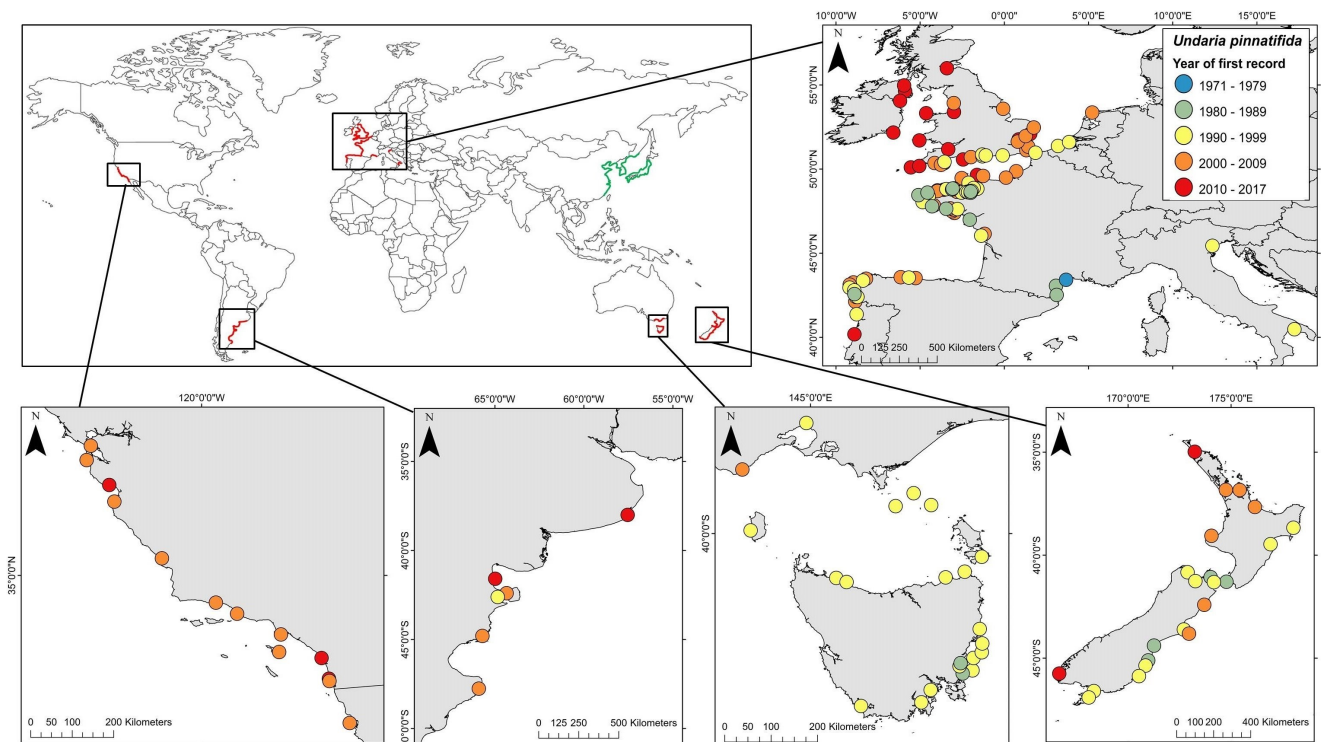 10°0'0"W 5°0'0"W 0°0'0" 5°0'0"E 10°0'0"E 15°0'0"E
N
Undaria pinnatifida
Year of first record
1971 - 1979
1980 - 1989
1990 - 1999
2000 - 2009
2010 - 2017
55°0'0"N
50°0'0"N
45°0'0"N
40°0'0"N
0 125 250 500 Kilometers
120°0'0"W
N
35°0'0"N
0 50 100 200 Kilometers
65°0'0"W 60°0'0"W 55°0'0"W
N
35°0'0"S
40°0'0"S
45°0'0"S
50°0'0"S
0 125 250 500 Kilometers
145°0'0"E
N
40°0'0"S
0 50 100 200 Kilometers
170°0'0"E 175°0'0"E
N
35°0'0"S
40°0'0"S
45°0'0"S
0 100 200 400 Kilometers